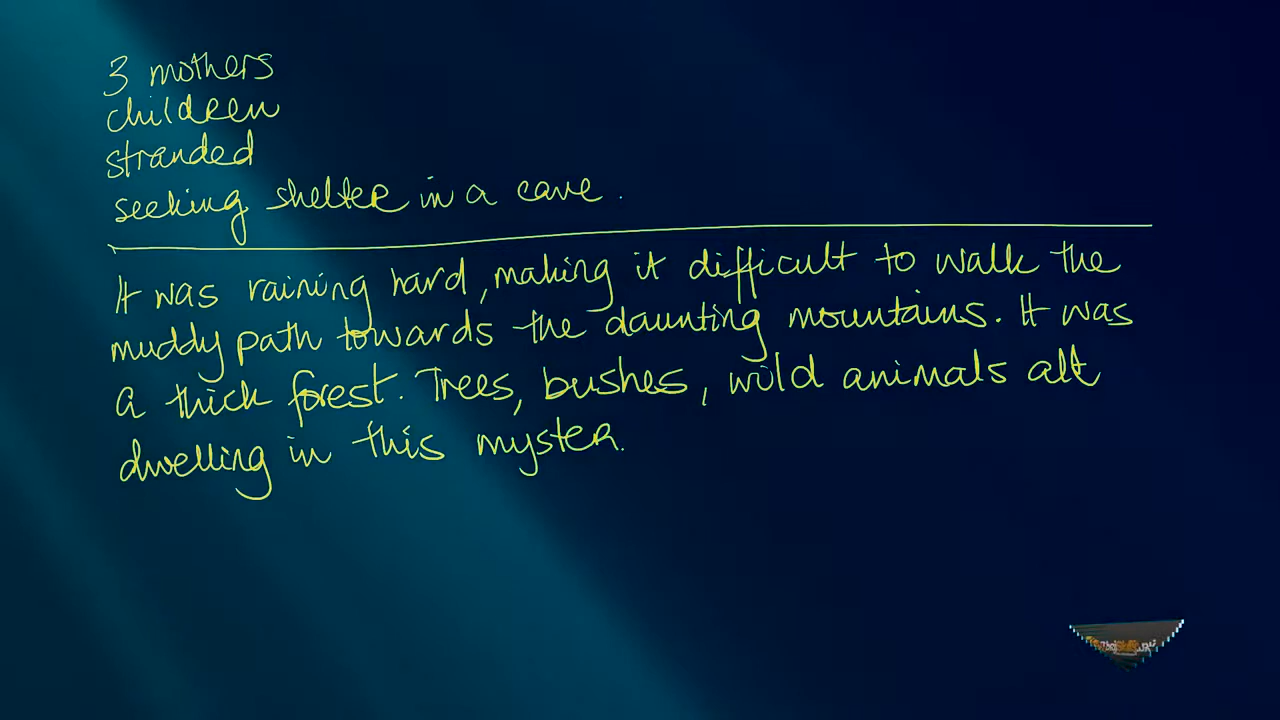 3 mothers
children
stranded
seeking shelter in a cave.
It was raining hard, making it difficult to walk the
muddy path towards the daunting mountains. It was
a thick forest. Trees, bushes, wild animals all
dwelling in this myster.